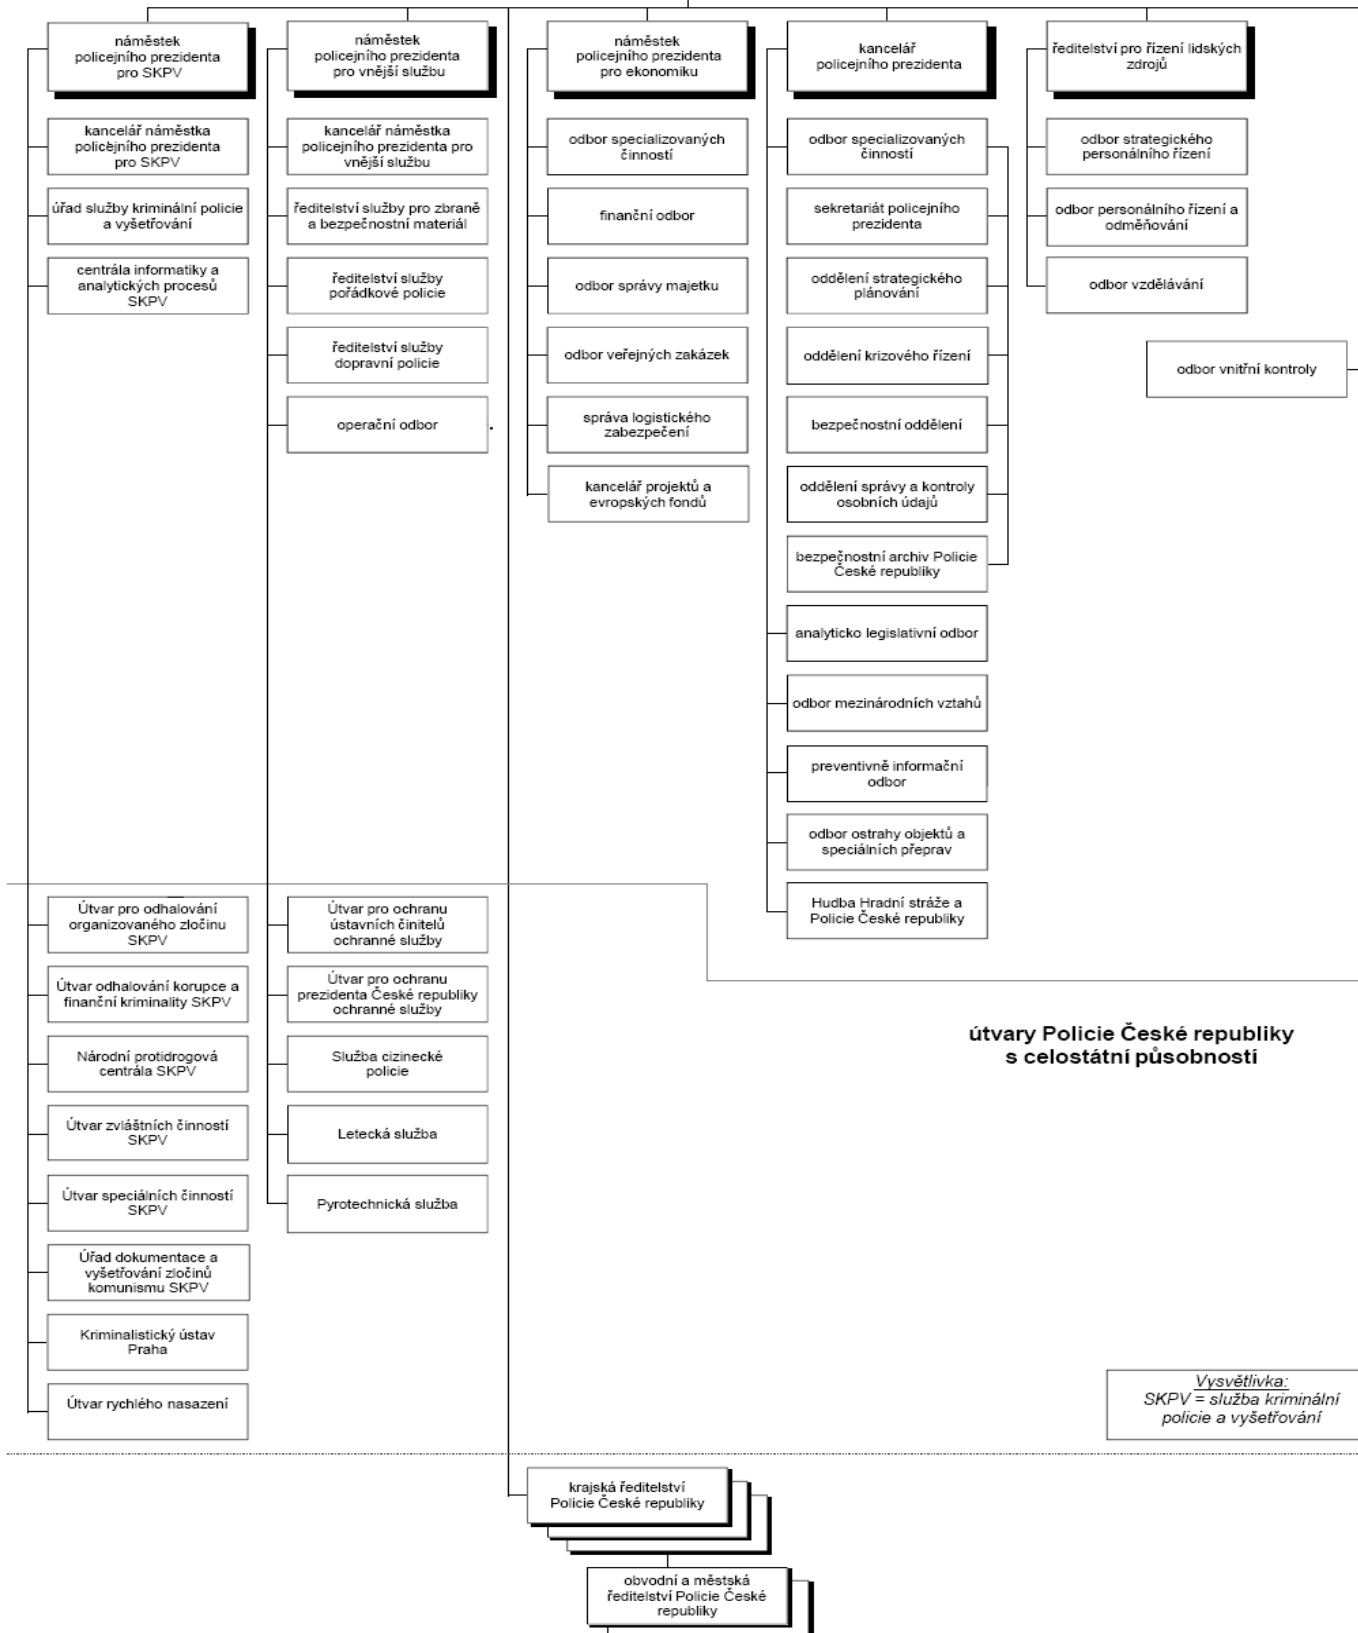 náměstek
policejního prezidenta
pro SKPV
kancelář náměstka
policejního prezidenta
pro SKPV
úřad služby kriminální policie
a vyšetřování
centrála informatiky a
analytických procesů
SKPV
náměstek
policejního prezidenta
pro vnější službu
kancelář náměstka
policejního prezidenta pro
vnější službu
ředitelství služby pro zbraně
a bezpečnostní materiál
ředitelství služby
pořádkové policie
ředitelství služby
dopravní policie
operační odbor
náměstek
policejního prezidenta
pro ekonomiku
odbor specializovaných
činností
finanční odbor
odbor správy majetku
odbor veřejných zakázek
správa logistického
zabezpečení
kancelář projektů a
evropských fondů
kancelář
policejního prezidenta
odbor specializovaných
činností
sekretariát policejního
prezidenta
oddělení strategického
plánování
oddělení krizového řízení
bezpečnostní oddělení
oddělení správy a kontroly
osobních údajů
bezpečnostní archiv Policie
České republiky
analyticko legislativní odbor
odbor mezinárodních vztahů
preventivně informační
odbor
odbor ostrahy objektů a
speciálních přeprav
Hudba Hradní stráže a
Policie České republiky
ředitelství pro řízení lidských
zdrojů
odbor strategického
personálního řízení
odbor personálního řízení a
odměňování
odbor vzdělávání
odbor vnitřní kontroly
Útvar pro odhalování
organizovaného zločinu
SKPV
Útvar odhalování korupce a
finanční kriminality SKPV
Národní protidrogová
centrála SKPV
Útvar zvláštních činností
SKPV
Útvar speciálních činností
SKPV
Úřad dokumentace a
vyšetřování zločinů
komunismu SKPV
Kriminalistický ústav
Praha
Útvar rychlého nasazení
Útvar pro ochranu
ústavních činitelů
ochranné služby
Útvar pro ochranu
prezidenta České republiky
ochranné služby
Služba cizinecké
policie
Letecká služba
Pyrotechnická služba
útvary Policie České republiky
s celostátní působností
Vysvětlivka:
SKPV = služba kriminální
policie a vyšetřování
krajská ředitelství
Policie České republiky
obvodní a městská
ředitelství Policie České
republiky